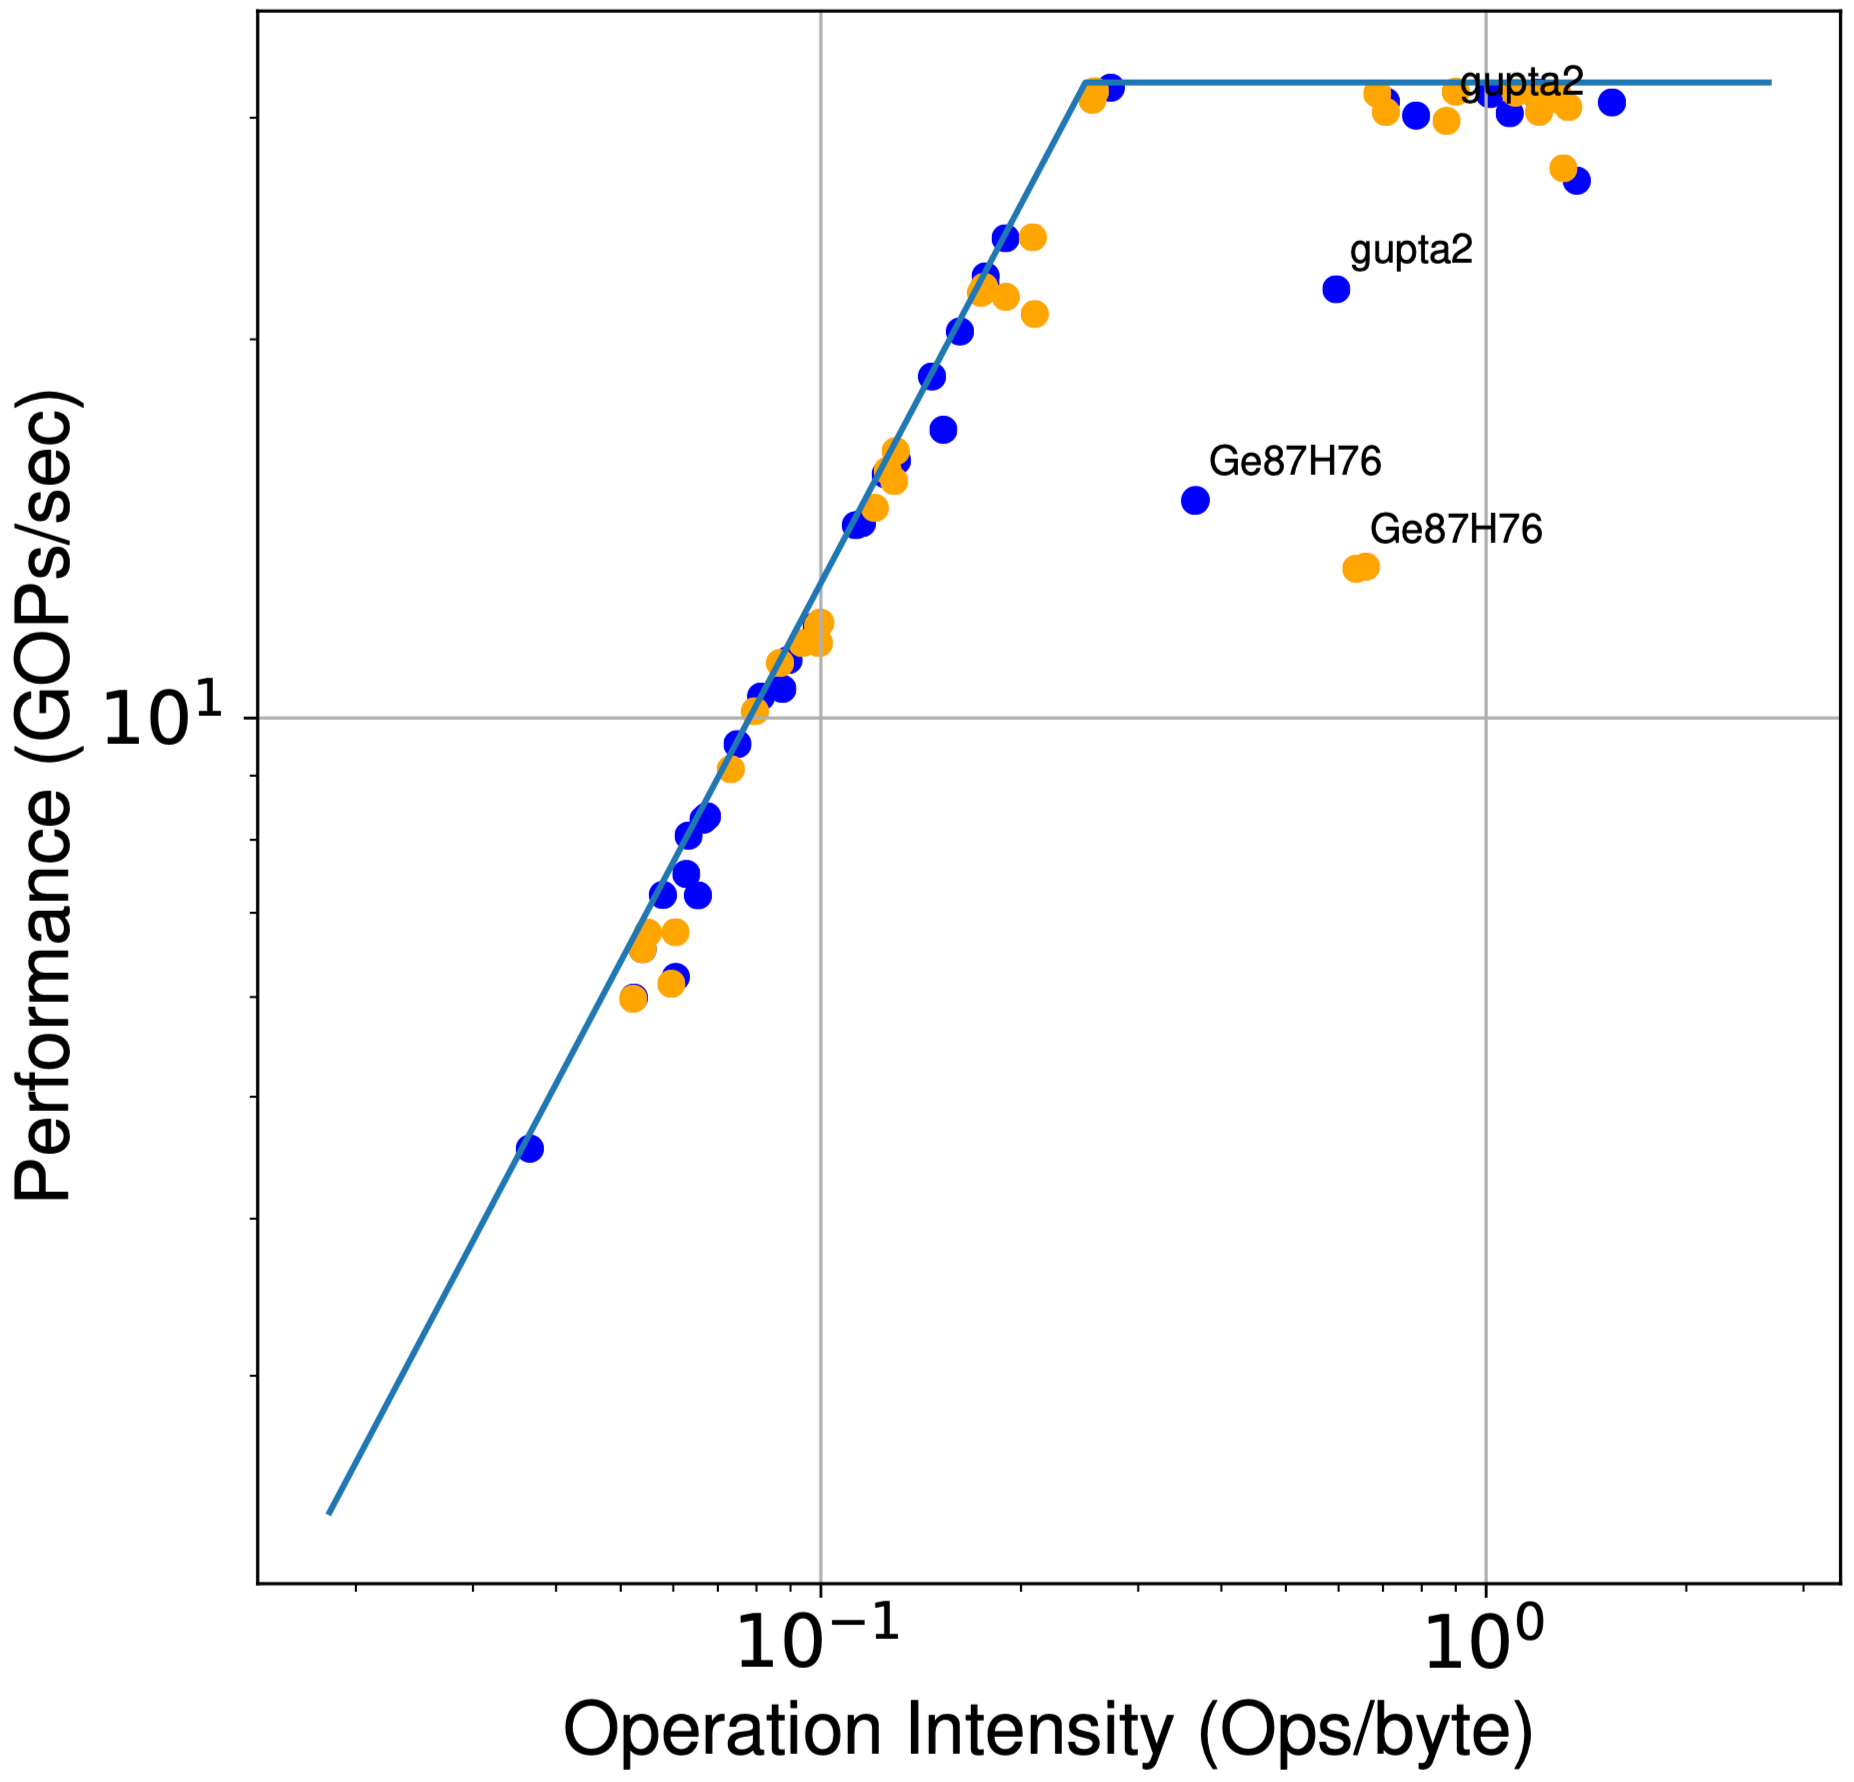 gupta2
gupta2
Ge87H76
Ge87H76
Performance (GOPs/sec)
10¹
10⁻¹
10⁰
Operation Intensity (Ops/byte)